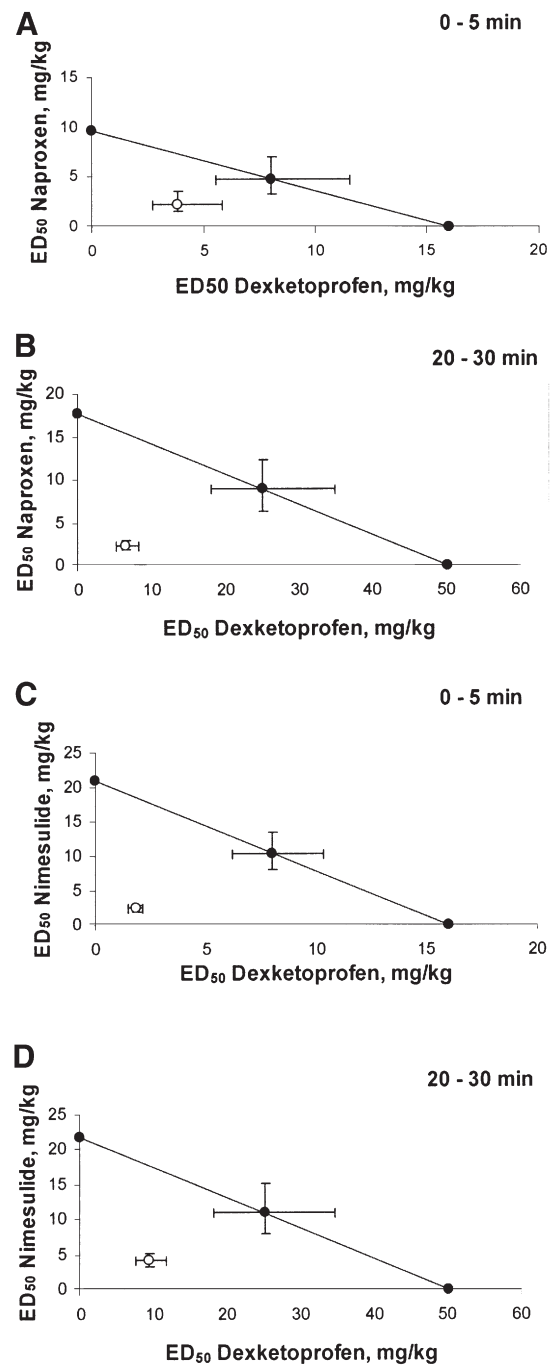 A
0 - 5 min
ED50 Naproxen, mg/kg
15
10
5
0
0 5 10 15 20
ED50 Dexketoprofen, mg/kg
B
20 - 30 min
ED50 Naproxen, mg/kg
20
15
10
5
0
0 10 20 30 40 50 60
ED50 Dexketoprofen, mg/kg
C
0 - 5 min
ED50 Nimesulide, mg/kg
25
20
15
10
5
0
0 5 10 15 20
ED50 Dexketoprofen, mg/kg
D
20 - 30 min
ED50 Nimesulide, mg/kg
25
20
15
10
5
0
0 10 20 30 40 50 60
ED50 Dexketoprofen, mg/kg